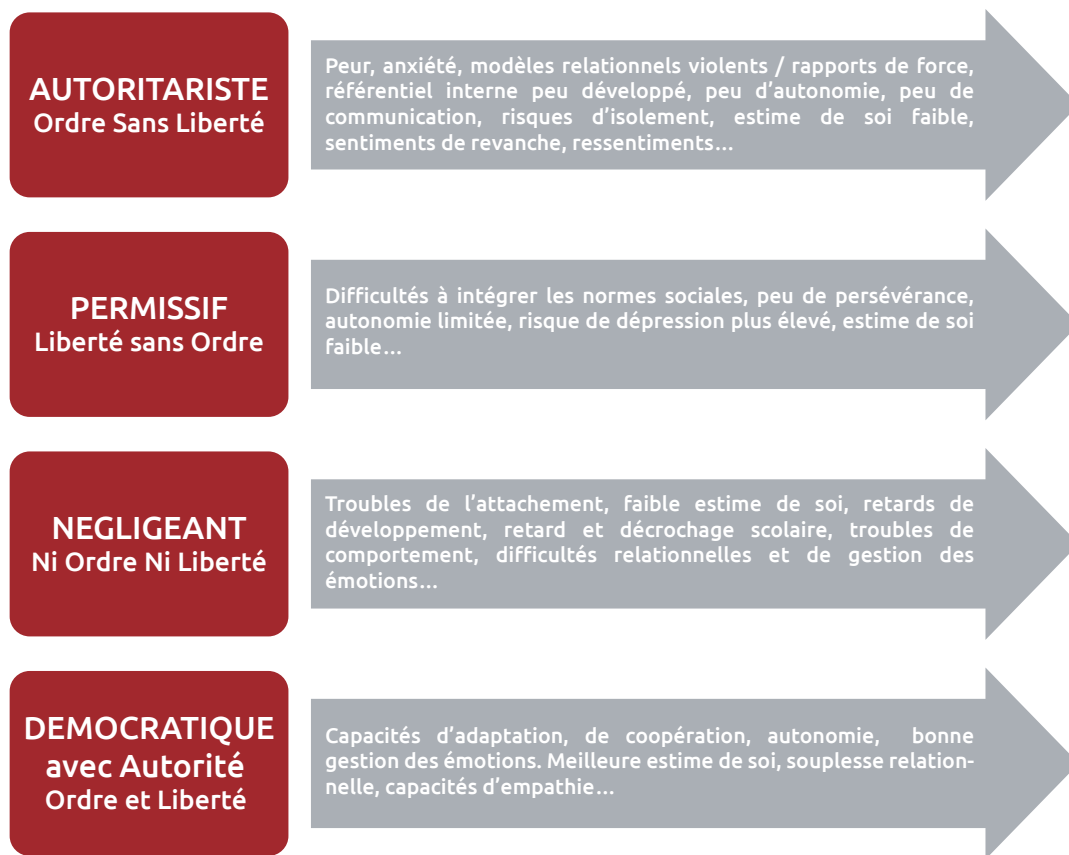 AUTORITARISTE
Ordre Sans Liberté
Peur, anxiété, modèles relationnels violents / rapports de force,
référentiel interne peu développé, peu d'autonomie, peu de
communication, risques d'isolement, estime de soi faible,
sentiments de revanche, ressentiments…
PERMISSIF
Liberté sans Ordre
Difficultés à intégrer les normes sociales, peu de persévérance,
autonomie limitée, risque de dépression plus élevé, estime de soi
faible…
NEGLIGEANT
Ni Ordre Ni Liberté
Troubles de l'attachement, faible estime de soi, retards de
développement, retard et décrochage scolaire, troubles de
comportement, difficultés relationnelles et de gestion des
émotions…
DEMOCRATIQUE
avec Autorité
Ordre et Liberté
Capacités d'adaptation, de coopération, autonomie, bonne
gestion des émotions. Meilleure estime de soi, souplesse relation-
nelle, capacités d'empathie…